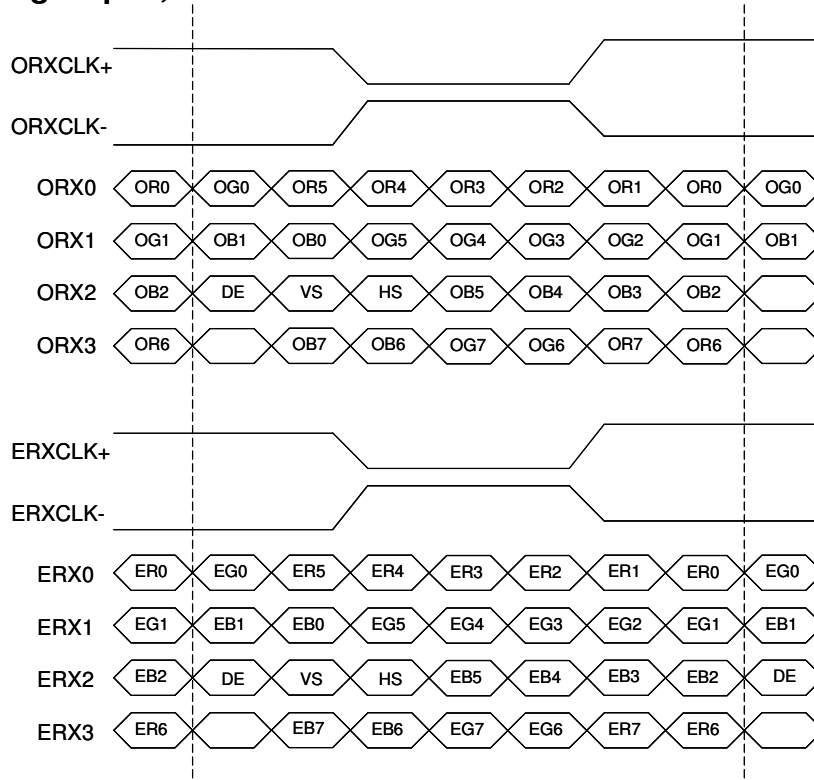 ORXCLK+
ORXCLK-
ORX0 OR0 OG0 OR5 OR4 OR3 OR2 OR1 OR0 OG0
ORX1 OG1 OB1 OB0 OG5 OG4 OG3 OG2 OG1 OB1
ORX2 OB2 DE VS HS OB5 OB4 OB3 OB2
ORX3 OR6 OB7 OB6 OG7 OG6 OR7 OR6
ERXCLK+
ERXCLK-
ERX0 ER0 EG0 ER5 ER4 ER3 ER2 ER1 ER0 EG0
ERX1 EG1 EB1 EB0 EG5 EG4 EG3 EG2 EG1 EB1
ERX2 EB2 DE VS HS EB5 EB4 EB3 EB2 DE
ERX3 ER6 EB7 EB6 EG7 EG6 ER7 ER6